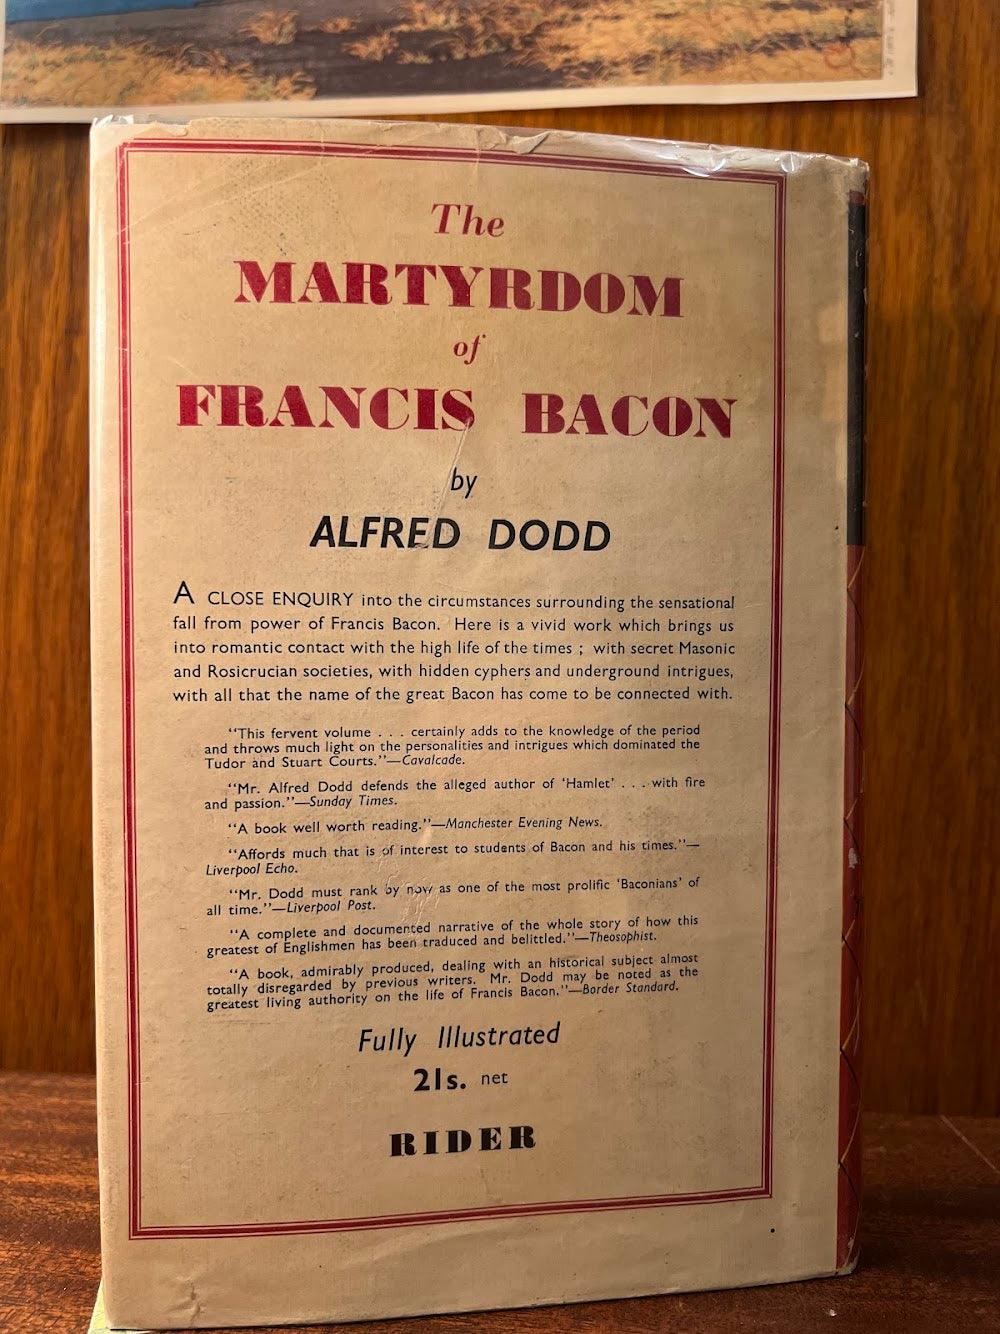 The
MARTYRDOM
of
FRANCIS BACON
by
ALFRED DODD
A CLOSE ENQUIRY into the circumstances surrounding the sensational
fall from power of Francis Bacon. Here is a vivid work which brings us
into romantic contact with the high life of the times ; with secret Masonic
and Rosicrucian societies, with hidden cyphers and underground intrigues,
with all that the name of the great Bacon has come to be connected with.
"This fervent volume . . . certainly adds to the knowledge of the period
and throws much light on the personalities and intrigues which dominated the
Tudor and Stuart Courts."—Cavalcade.
"Mr. Alfred Dodd defends the alleged author of 'Hamlet' . . . with fire
and passion."—Sunday Times.
"A book well worth reading."—Manchester Evening News.
"Affords much that is of interest to students of Bacon and his times."—
Liverpool Echo.
"Mr. Dodd must rank by now as one of the most prolific 'Baconians' of
all time."—Liverpool Post.
"A complete and documented narrative of the whole story of how this
greatest of Englishmen has been traduced and belittled."—Theosophist.
"A book, admirably produced, dealing with an historical subject almost
totally disregarded by previous writers. Mr. Dodd may be noted as the
greatest living authority on the life of Francis Bacon."—Border Standard.
Fully Illustrated
21s. net
RIDER